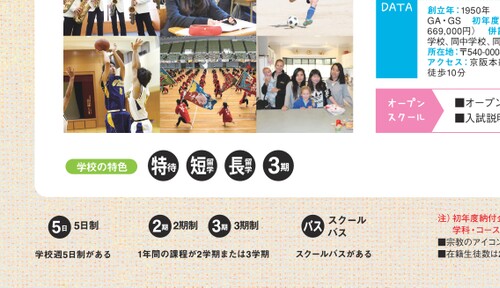 DATA
創立年：1950年
GA・GS 初年度
669,000円）
学校、同中学校、同
所在地：〒540-000
アクセス：京阪本
徒歩10分
オープン
スクール
■オープン
■入試説明
学校の特色
特待 短留学 長留学 3期
5日 5日制
2期 2期制 3期 3期制
バス スクール
バス
学校週5日制がある
1年間の課程が2学期または3学期
スクールバスがある
注）初年度納付金
学科・コース
■宗教のアイコン
■在籍生徒数は